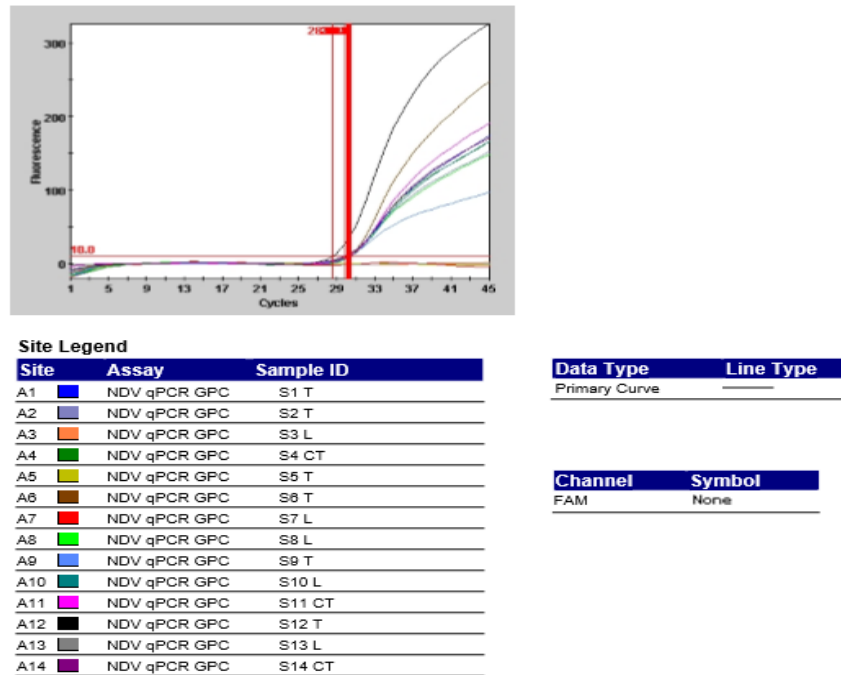 300
200
100
0
10.0
Fluorescence
1 5 9 13 17 21 25 29 33 37 41 45
Cycles
Site Legend
Site Assay Sample ID
A1 NDV qPCR GPC S1 T
A2 NDV qPCR GPC S2 T
A3 NDV qPCR GPC S3 L
A4 NDV qPCR GPC S4 CT
A5 NDV qPCR GPC S5 T
A6 NDV qPCR GPC S6 T
A7 NDV qPCR GPC S7 L
A8 NDV qPCR GPC S8 L
A9 NDV qPCR GPC S9 T
A10 NDV qPCR GPC S10 L
A11 NDV qPCR GPC S11 CT
A12 NDV qPCR GPC S12 T
A13 NDV qPCR GPC S13 L
A14 NDV qPCR GPC S14 CT
Data Type Line Type
Primary Curve
Channel Symbol
FAM None